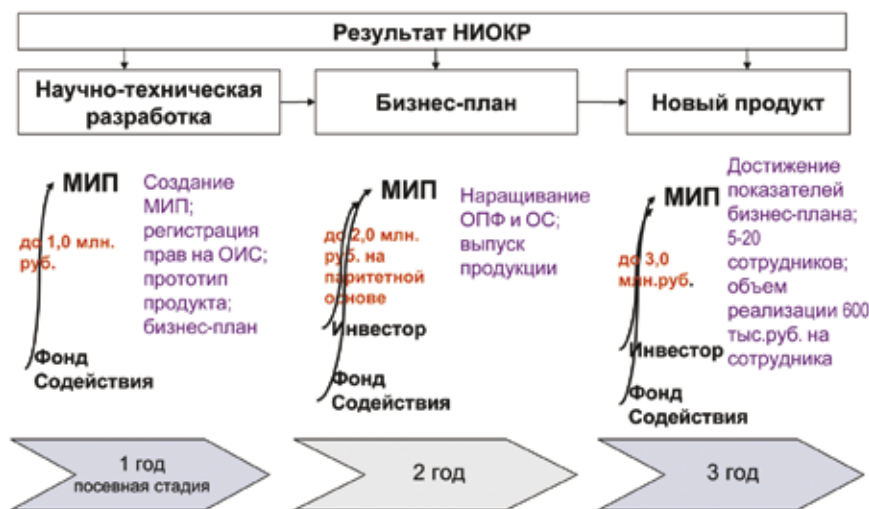 Результат НИОКР
Научно-техническая
разработка
Бизнес-план
Новый продукт
МИП
до 1,0 млн.
руб.
Фонд
Содействия
Создание
МИП;
регистрация
прав на ОИС;
прототип
продукта;
бизнес-план
МИП
до 2,0 млн.
руб. на
паритетной
основе
Инвестор
Фонд
Содействия
Наращивание
ОПФ и ОС;
выпуск
продукции
МИП
до 3,0
млн.руб.
Инвестор
Фонд
Содействия
Достижение
показателей
бизнес-плана;
5-20
сотрудников;
объем
реализации 600
тыс.руб. на
сотрудника
1 год
посевная стадия
2 год
3 год